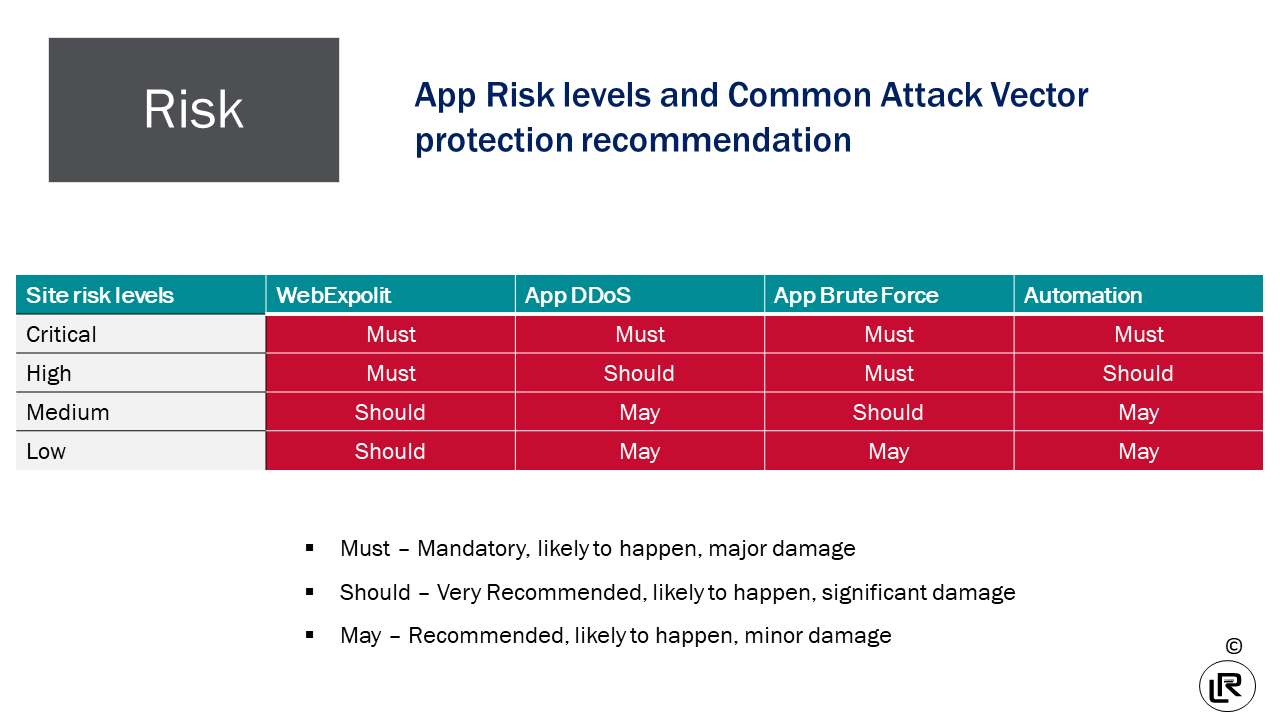 Risk
App Risk levels and Common Attack Vector
protection recommendation
Site risk levels WebExpolit App DDoS App Brute Force Automation
Critical Must Must Must Must
High Must Should Must Should
Medium Should May Should May
Low Should May May May
▪ Must – Mandatory, likely to happen, major damage
▪ Should – Very Recommended, likely to happen, significant damage
▪ May – Recommended, likely to happen, minor damage
©
LR